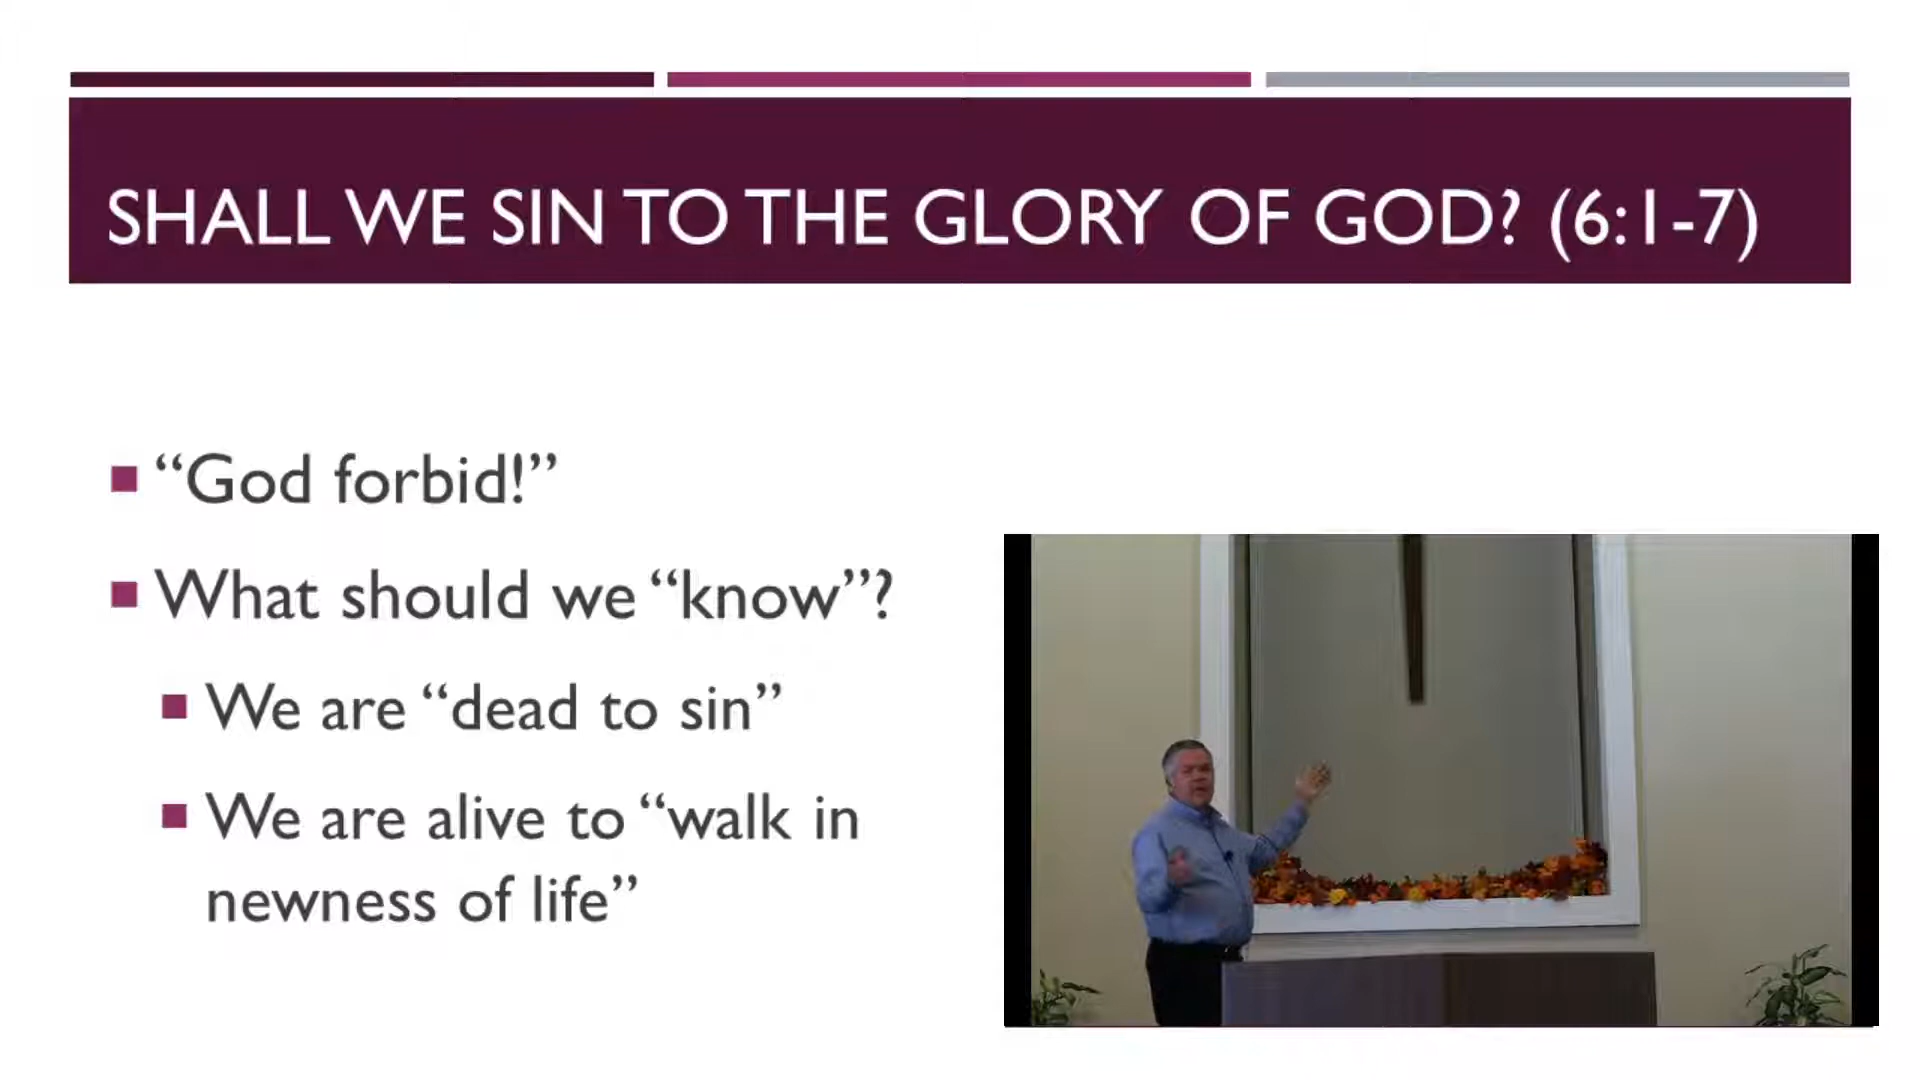 SHALL WE SIN TO THE GLORY OF GOD? (6:1-7)
“God forbid!”
What should we “know”?
We are “dead to sin”
We are alive to “walk in
newness of life”